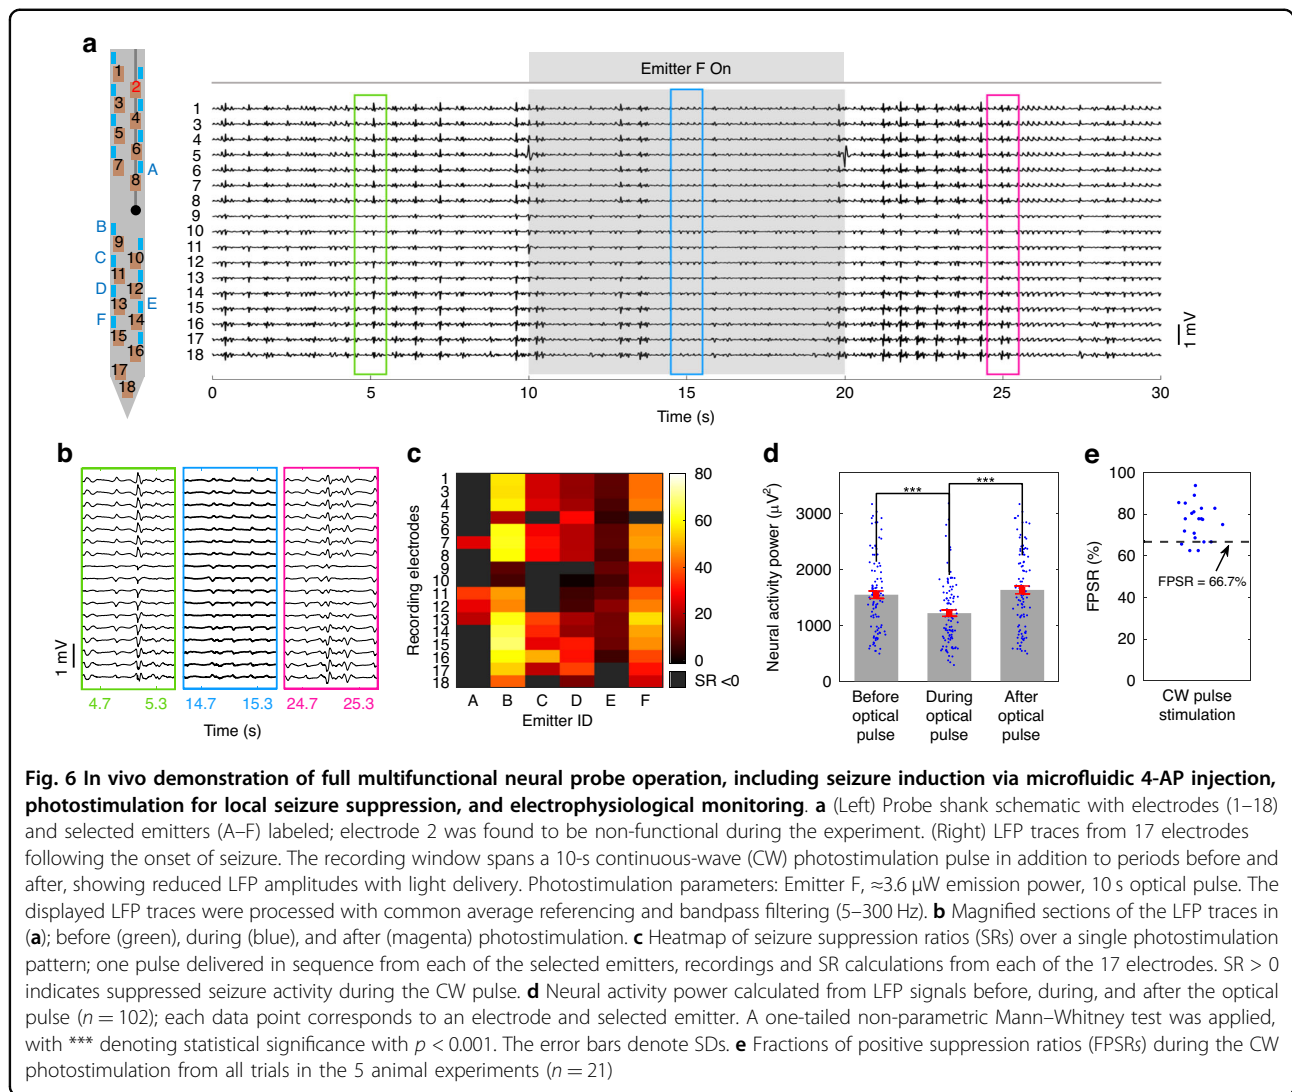 a
Emitter F On
1
2
3
4
5
6
7
8
A
B
9
C
10
11
D
12
13
E
F
14
15
16
17
18
1
3
4
5
6
7
8
9
10
11
12
13
14
15
16
17
18
1 mV
0 5 10 15 20 25 30
Time (s)
b
1 mV
4.7 5.3 14.7 15.3 24.7 25.3
Time (s)
c
Recording electrodes
1
3
4
5
6
7
8
9
10
11
12
13
14
15
16
17
18
A B C D E F
Emitter ID
80
60
40
20
0
SR <0
d
Neural activity power (µV²)
3000
2000
1000
0
*** ***
Before optical pulse
During optical pulse
After optical pulse
e
FPSR (%)
100
80
60
40
20
0
FPSR = 66.7%
CW pulse
stimulation
Fig. 6 In vivo demonstration of full multifunctional neural probe operation, including seizure induction via microfluidic 4-AP injection,
photostimulation for local seizure suppression, and electrophysiological monitoring. a (Left) Probe shank schematic with electrodes (1–18)
and selected emitters (A–F) labeled; electrode 2 was found to be non-functional during the experiment. (Right) LFP traces from 17 electrodes
following the onset of seizure. The recording window spans a 10-s continuous-wave (CW) photostimulation pulse in addition to periods before and
after, showing reduced LFP amplitudes with light delivery. Photostimulation parameters: Emitter F, ≈3.6 µW emission power, 10 s optical pulse. The
displayed LFP traces were processed with common average referencing and bandpass filtering (5–300 Hz). b Magnified sections of the LFP traces in
(a); before (green), during (blue), and after (magenta) photostimulation. c Heatmap of seizure suppression ratios (SRs) over a single photostimulation
pattern; one pulse delivered in sequence from each of the selected emitters, recordings and SR calculations from each of the 17 electrodes. SR > 0
indicates suppressed seizure activity during the CW pulse. d Neural activity power calculated from LFP signals before, during, and after the optical
pulse (n = 102); each data point corresponds to an electrode and selected emitter. A one-tailed non-parametric Mann–Whitney test was applied,
with *** denoting statistical significance with p < 0.001. The error bars denote SDs. e Fractions of positive suppression ratios (FPSRs) during the CW
photostimulation from all trials in the 5 animal experiments (n = 21)